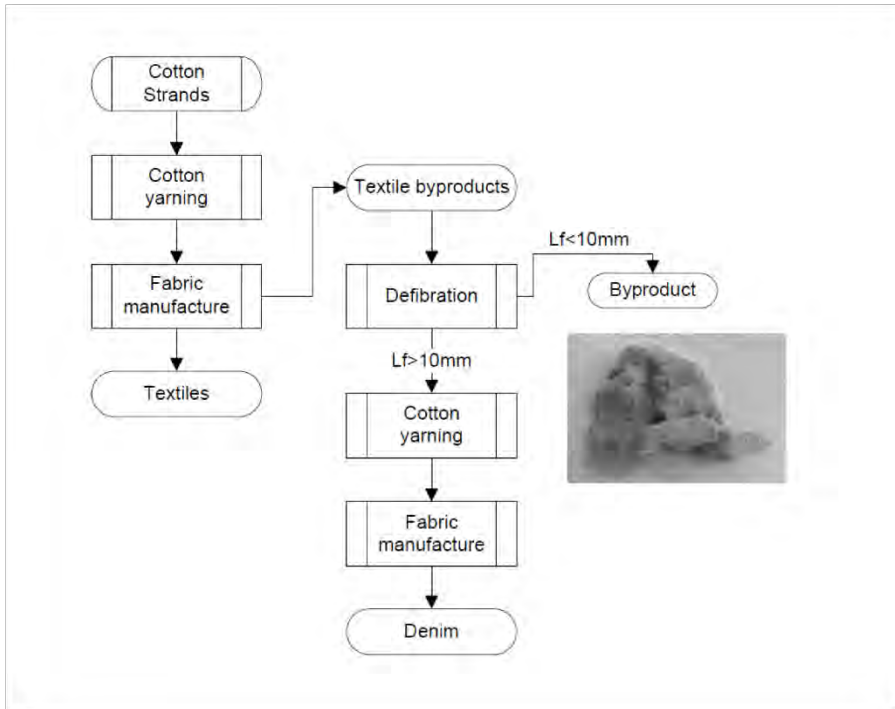 Cotton
Strands
Cotton
yarning
Fabric
manufacture
Textiles
Textile byproducts
Defibration
Lf<10mm
Byproduct
Lf>10mm
Cotton
yarning
Fabric
manufacture
Denim